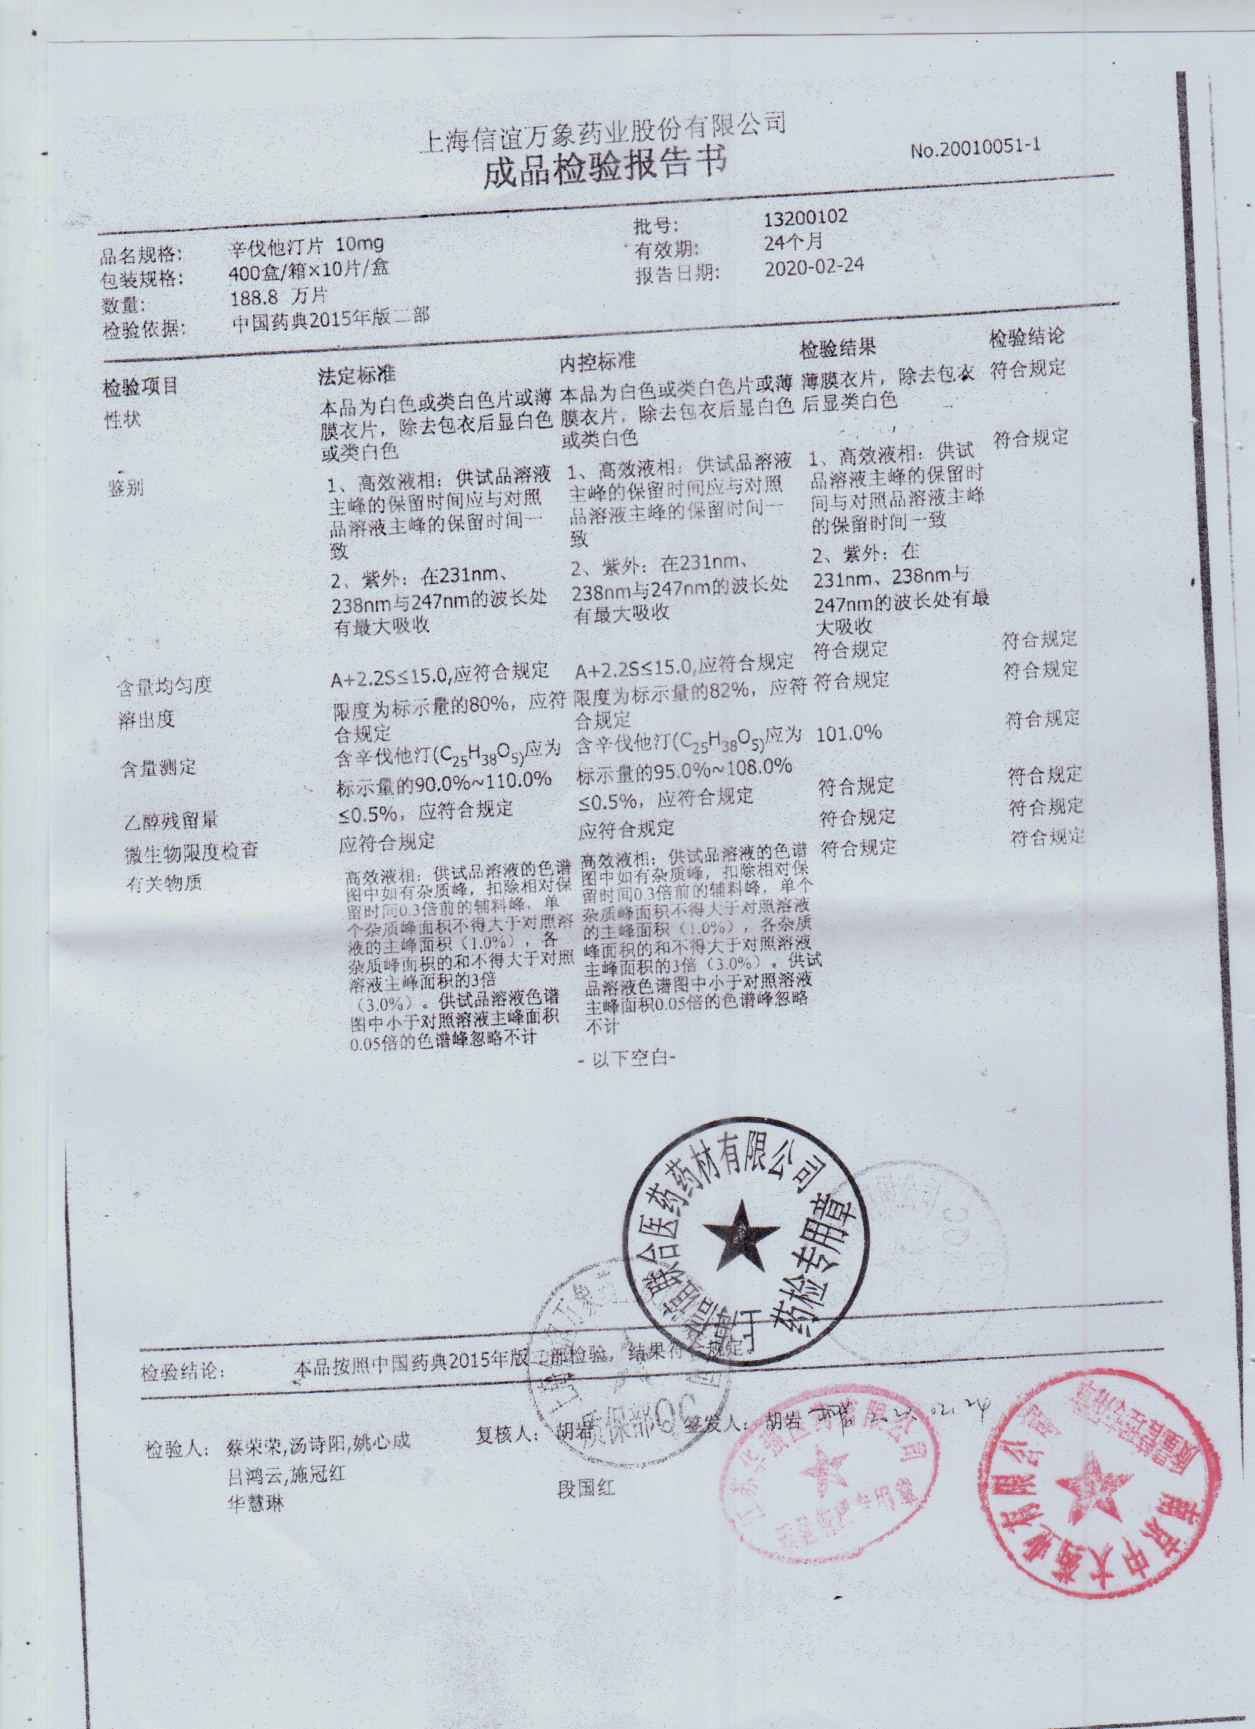 上海信谊万象药业股份有限公司
成品检验报告书
No.20010051-1
品名规格: 辛伐他汀片 10mg
包装规格: 400盒/箱×10片/盒
数量: 188.8 万片
检验依据: 中国药典2015年版二部
批号: 13200102
有效期: 24个月
报告日期: 2020-02-24
检验项目 法定标准 内控标准 检验结果 检验结论
性状
本品为白色或类白色片或薄
膜衣片，除去包衣后显白色
或类白色
本品为白色或类白色片或薄
膜衣片，除去包衣后显白色
或类白色
薄膜衣片，除去包衣
后显类白色
符合规定
鉴别
1、高效液相：供试品溶液
主峰的保留时间应与对照
品溶液主峰的保留时间一
致
2、紫外：在231nm、
238nm与247nm的波长处
有最大吸收
1、高效液相：供试品溶液
主峰的保留时间应与对照
品溶液主峰的保留时间一
致
2、紫外：在231nm、
238nm与247nm的波长处
有最大吸收
1、高效液相：供试
品溶液主峰的保留时
间与对照品溶液主峰
的保留时间一致
2、紫外：在
231nm、238nm与
247nm的波长处有最
大吸收
符合规定
含量均匀度 A+2.2S≤15.0,应符合规定 A+2.2S≤15.0,应符合规定 符合规定 符合规定
溶出度
限度为标示量的80%，应符
合规定
限度为标示量的82%，应符
合规定
符合规定 符合规定
含量测定
含辛伐他汀(C25H38O5)应为
标示量的90.0%~110.0%
含辛伐他汀(C25H38O5)应为
标示量的95.0%~108.0%
101.0% 符合规定
乙醇残留量 ≤0.5%，应符合规定 ≤0.5%，应符合规定 符合规定 符合规定
微生物限度检查 应符合规定 应符合规定 符合规定 符合规定
有关物质
高效液相：供试品溶液的色谱
图中如有杂质峰，扣除相对保
留时间0.3倍前的辅料峰，单
个杂质峰面积不得大于对照溶
液的主峰面积（1.0%），各
杂质峰面积的和不得大于对照
溶液主峰面积的3倍
（3.0%）。供试品溶液色谱
图中小于对照溶液主峰面积
0.05倍的色谱峰忽略不计
高效液相：供试品溶液的色谱
图中如有杂质峰，扣除相对保
留时间0.3倍前的辅料峰，单个
杂质峰面积不得大于对照溶液
的主峰面积（1.0%），各杂质
峰面积的和不得大于对照溶液
主峰面积的3倍（3.0%）。供试
品溶液色谱图中小于对照溶液
主峰面积0.05倍的色谱峰忽略
不计
符合规定 符合规定
-以下空白-
联合医药药材有限公司
药检专用章
检验结论: 本品按照中国药典2015年版二部检验，结果符合规定。
质保部QC
检验人: 蔡荣荣,汤诗阳,姚心成
吕鸿云,施冠红
华慧琳
复核人: 胡岩
段国红
签发人: 胡岩 2020.02.24
江苏华强医药有限公司
南京中大药业有限公司